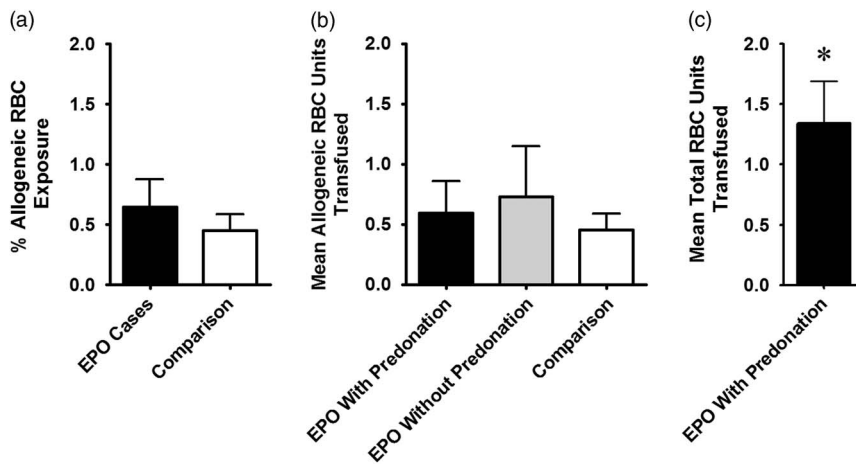 (a)
% Allogeneic RBC
Exposure
2.0
1.5
1.0
0.5
0.0
EPO Cases
Comparison
(b)
Mean Allogeneic RBC Units
Transfused
2.0
1.5
1.0
0.5
0.0
EPO With Predonation
EPO Without Predonation
Comparison
(c)
Mean Total RBC Units
Transfused
2.0
1.5
1.0
0.5
0.0
*
EPO With Predonation